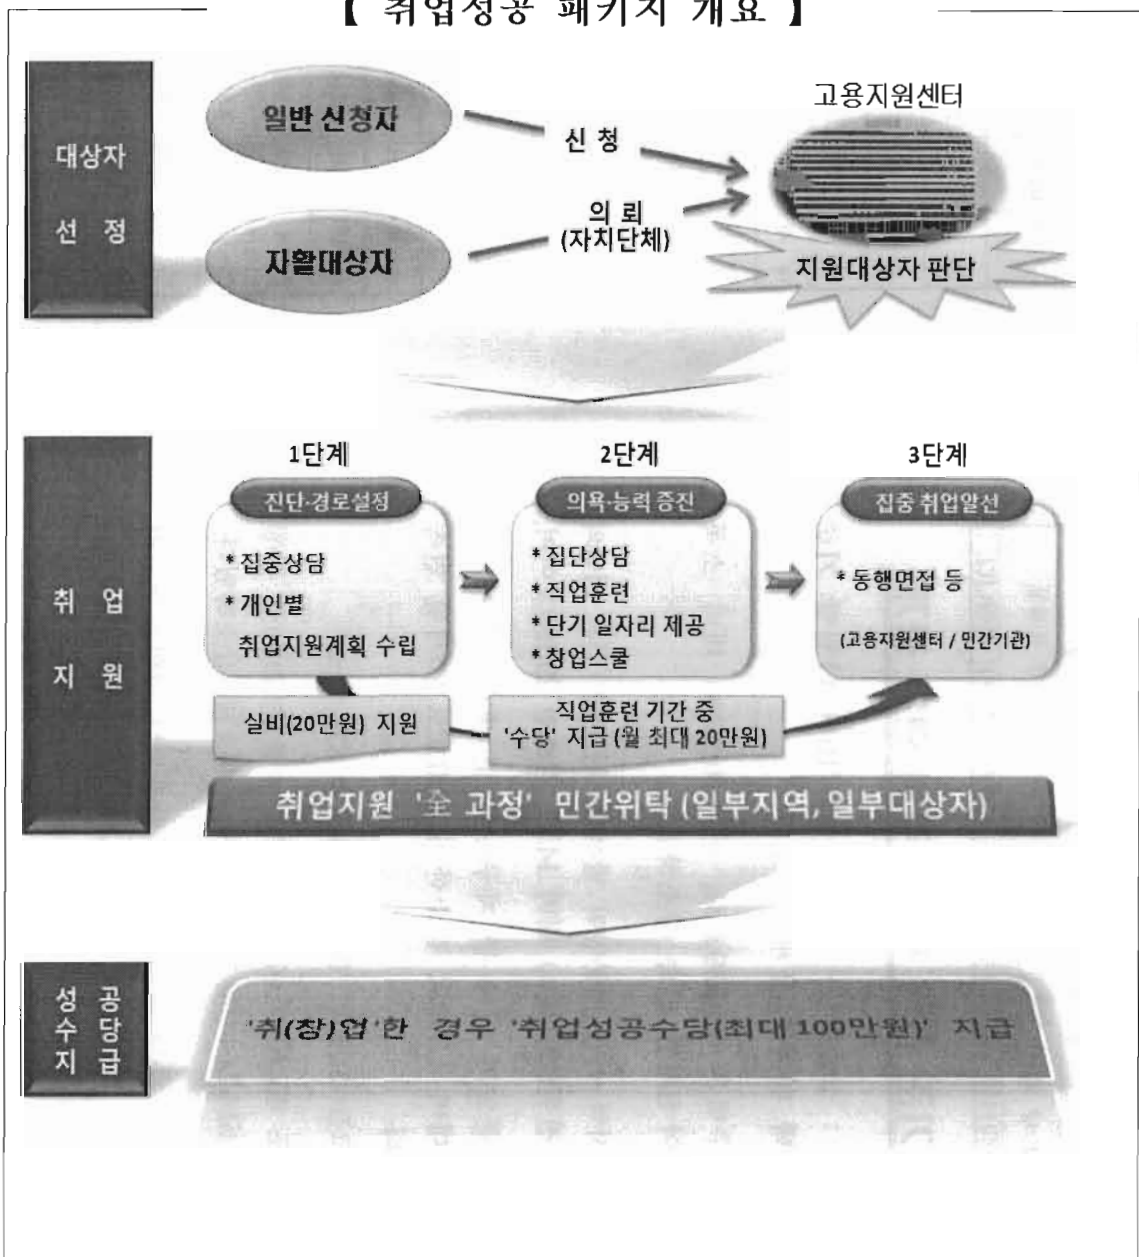 【 취업성공 패키지 개요 】
대상자
선 정
일반 신청자
자활대상자
신 청
의 뢰
(자치단체)
고용지원센터
지원대상자 판단
취 업
지 원
1단계
진단·경로설정
* 집중상담
* 개인별
취업지원계획 수립
2단계
의욕·능력 증진
* 집단상담
* 직업훈련
* 단기 일자리 제공
* 창업스쿨
3단계
집중 취업알선
* 동행면접 등
(고용지원센터 / 민간기관)
실비(20만원) 지원
직업훈련 기간 중
'수당' 지급 (월 최대 20만원)
취업지원 '全 과정' 민간위탁 (일부지역, 일부대상자)
성 공
수 당
지 급
'취(창)업'한 경우 '취업성공수당(최대 100만원)' 지급